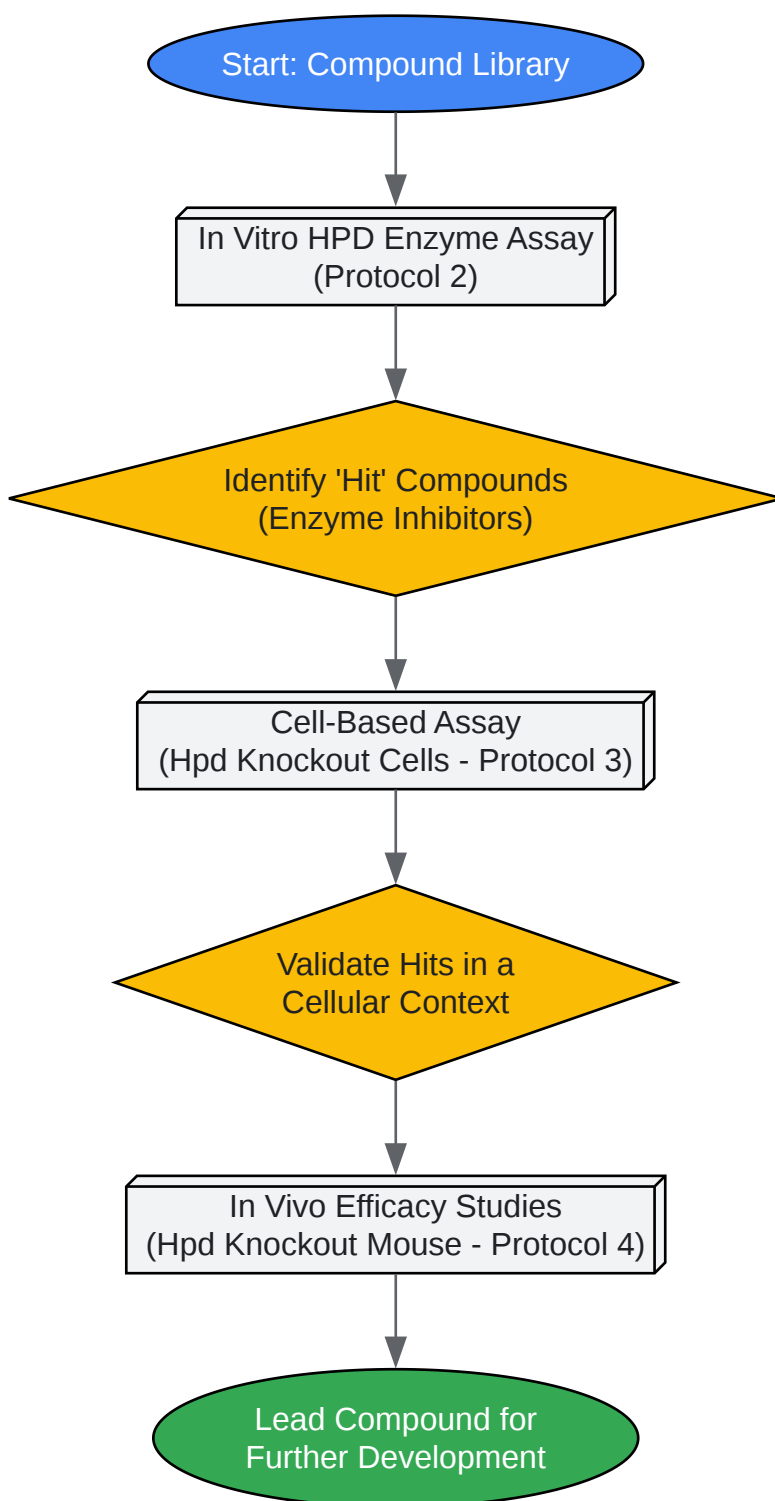 Start: Compound Library
In Vitro HPD Enzyme Assay
(Protocol 2)
Identify 'Hit' Compounds
(Enzyme Inhibitors)
Cell-Based Assay
(Hpd Knockout Cells - Protocol 3)
Validate Hits in a
Cellular Context
In Vivo Efficacy Studies
(Hpd Knockout Mouse - Protocol 4)
Lead Compound for
Further Development